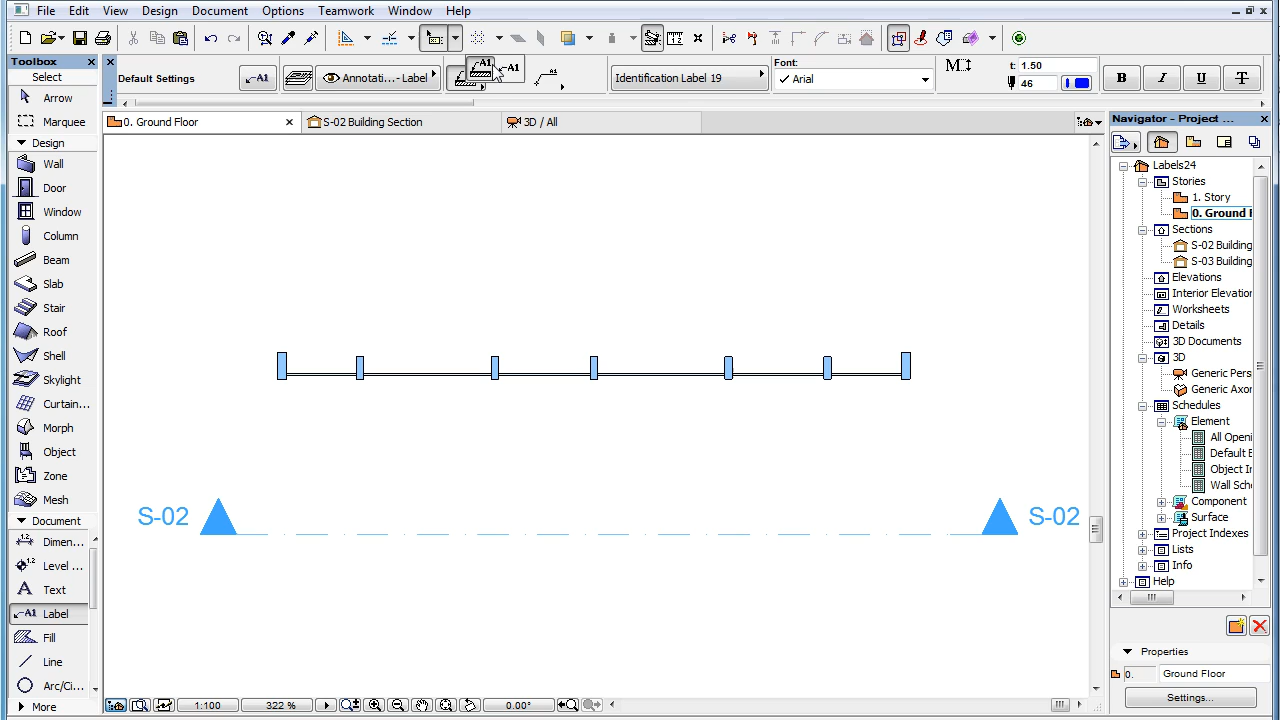 File Edit View Design Document Options Teamwork Window Help
Toolbox
Select
Arrow
Marquee
Design
Wall
Door
Window
Column
Beam
Slab
Stair
Roof
Shell
Skylight
Curtain...
Morph
Object
Zone
Mesh
Document
Dimen...
Level ...
Text
Label
Fill
Line
Arc/Ci...
More
Default Settings
A1
Annotati...-Label
A1
A1
Identification Label 19
Font:
Arial
M
t:
1.50
46
B I U T
0. Ground Floor
S-02 Building Section
3D / All
S-02
S-02
1:100
322 %
0.00°
Navigator - Project ...
Labels24
Stories
1. Story
0. Ground F
Sections
S-02 Building
S-03 Building
Elevations
Interior Elevation
Worksheets
Details
3D Documents
3D
Generic Pers
Generic Axor
Schedules
Element
All Openi
Default E
Object In
Wall Sche
Component
Surface
Project Indexes
Lists
Info
Help
Properties
0.
Ground Floor
Settings...